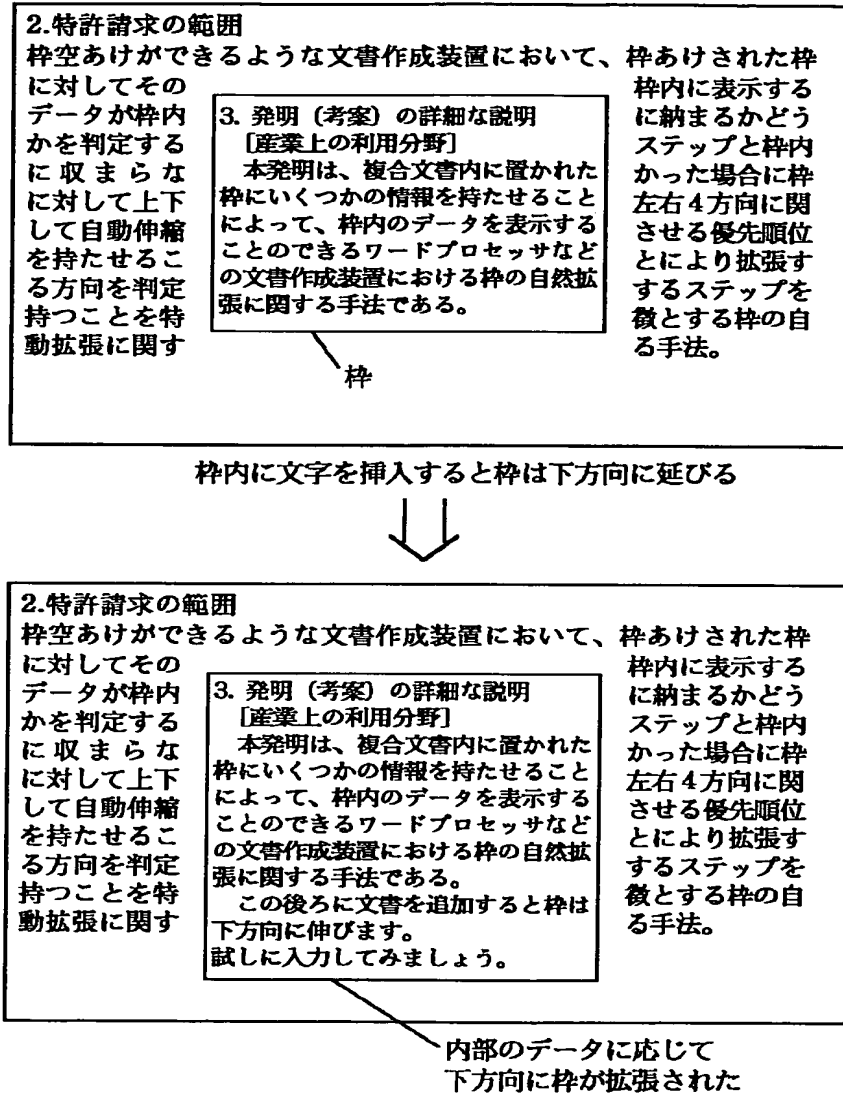 2.特許請求の範囲
枠空あけができるような文書作成装置において、枠あけされた枠
に対してその 枠内に表示する
データが枠内 に納まるかどう
かを判定する ステップと枠内
に収まらな かった場合に枠
に対して上下 左右4方向に関
して自動伸縮 させる優先順位
を持たせるこ とにより拡張す
る方向を判定 するステップを
持つことを特 徴とする枠の自
動拡張に関す る手法。
3. 発明（考案）の詳細な説明
[産業上の利用分野]
本発明は、複合文書内に置かれた
枠にいくつかの情報を持たせること
によって、枠内のデータを表示する
ことのできるワードプロセッサなど
の文書作成装置における枠の自然拡
張に関する手法である。
枠
枠内に文字を挿入すると枠は下方向に延びる
2.特許請求の範囲
枠空あけができるような文書作成装置において、枠あけされた枠
に対してその 枠内に表示する
データが枠内 に納まるかどう
かを判定する ステップと枠内
に収まらな かった場合に枠
に対して上下 左右4方向に関
して自動伸縮 させる優先順位
を持たせるこ とにより拡張す
る方向を判定 するステップを
持つことを特 徴とする枠の自
動拡張に関す る手法。
3. 発明（考案）の詳細な説明
[産業上の利用分野]
本発明は、複合文書内に置かれた
枠にいくつかの情報を持たせること
によって、枠内のデータを表示する
ことのできるワードプロセッサなど
の文書作成装置における枠の自然拡
張に関する手法である。
この後ろに文書を追加すると枠は
下方向に伸びます。
試しに入力してみましょう。
内部のデータに応じて
下方向に枠が拡張された